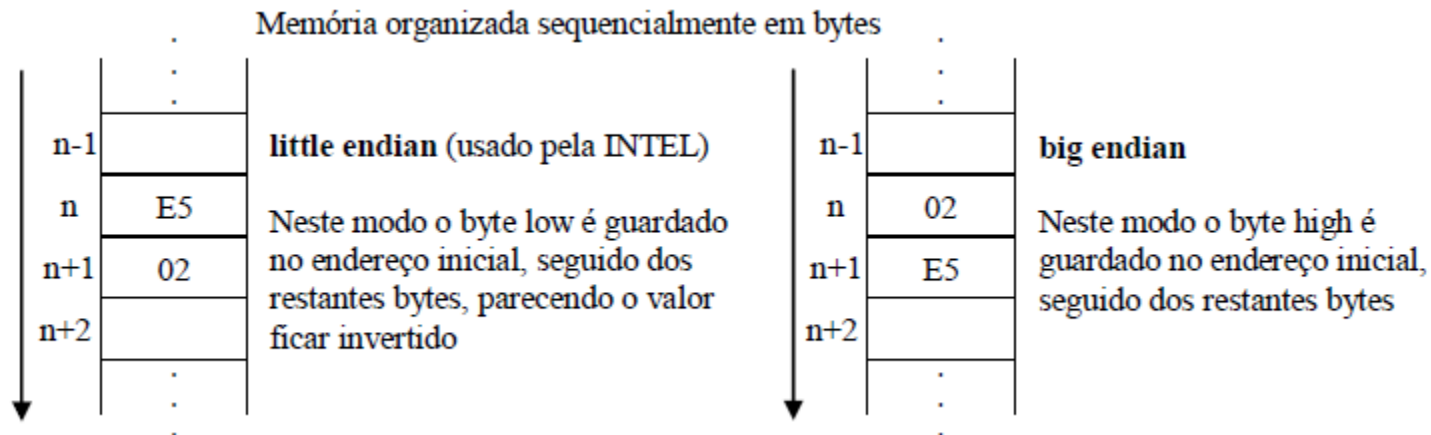 Memória organizada sequencialmente em bytes
n-1
n
E5
n+1
02
n+2
little endian (usado pela INTEL)
Neste modo o byte low é guardado
no endereço inicial, seguido dos
restantes bytes, parecendo o valor
ficar invertido
n-1
n
02
n+1
E5
n+2
big endian
Neste modo o byte high é
guardado no endereço inicial,
seguido dos restantes bytes